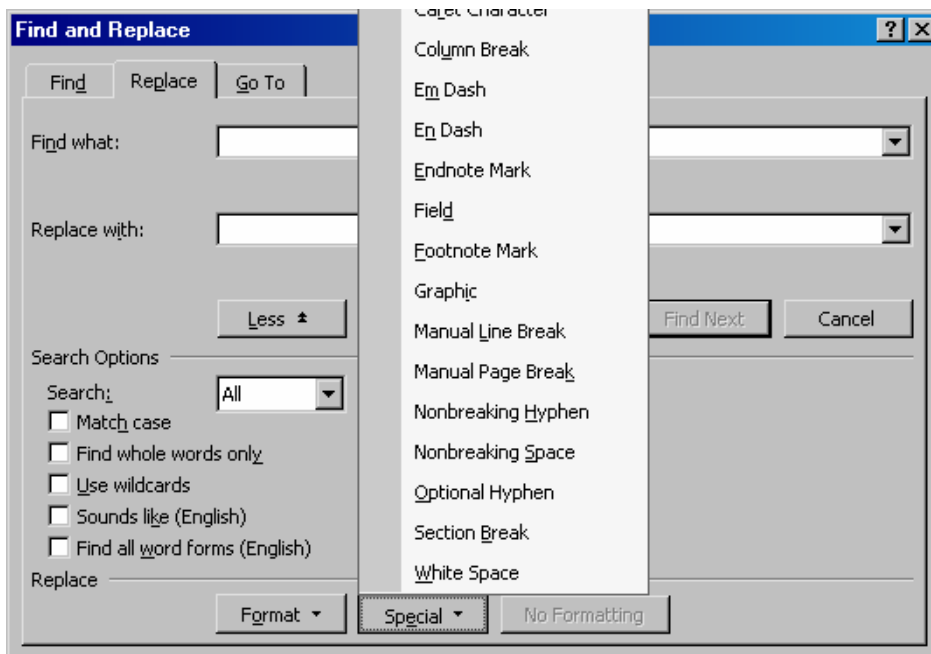 Caret Character
Find and Replace
Column Break
Find Replace Go To
Em Dash
En Dash
Find what:
Endnote Mark
Field
Replace with:
Footnote Mark
Graphic
Less Manual Line Break Find Next Cancel
Search Options
Manual Page Break
Search: All
Match case
Nonbreaking Hyphen
Find whole words only
Nonbreaking Space
Use wildcards
Optional Hyphen
Sounds like (English)
Section Break
Find all word forms (English)
White Space
Replace
Format Special No Formatting